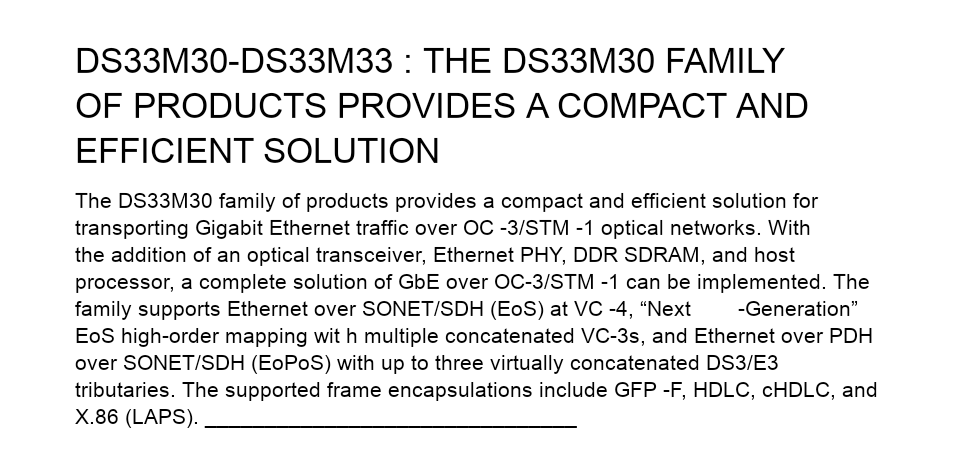 DS33M30-DS33M33 : THE DS33M30 FAMILY
OF PRODUCTS PROVIDES A COMPACT AND
EFFICIENT SOLUTION
The DS33M30 family of products provides a compact and efficient solution for
transporting Gigabit Ethernet traffic over OC -3/STM -1 optical networks. With
the addition of an optical transceiver, Ethernet PHY, DDR SDRAM, and host
processor, a complete solution of GbE over OC-3/STM -1 can be implemented. The
family supports Ethernet over SONET/SDH (EoS) at VC -4, “Next -Generation”
EoS high-order mapping wit h multiple concatenated VC-3s, and Ethernet over PDH
over SONET/SDH (EoPoS) with up to three virtually concatenated DS3/E3
tributaries. The supported frame encapsulations include GFP -F, HDLC, cHDLC, and
X.86 (LAPS). _______________________________